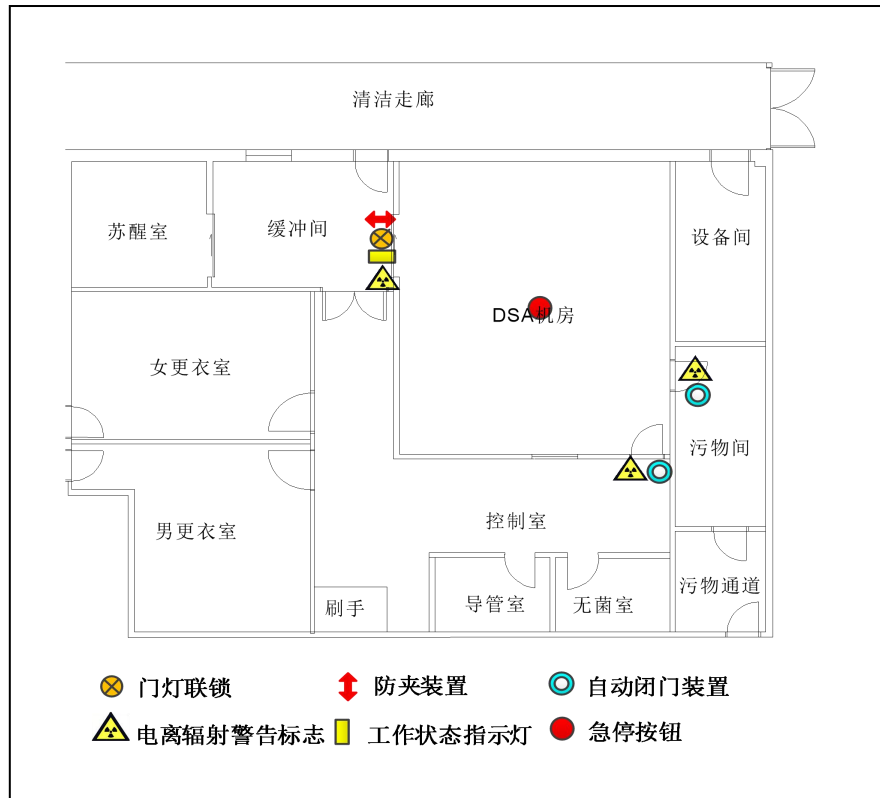 清洁走廊
苏醒室
缓冲间
设备间
DSA机房
女更衣室
污物间
男更衣室
控制室
刷手
导管室
无菌室
污物通道
门灯联锁
防夹装置
自动闭门装置
电离辐射警告标志
工作状态指示灯
急停按钮